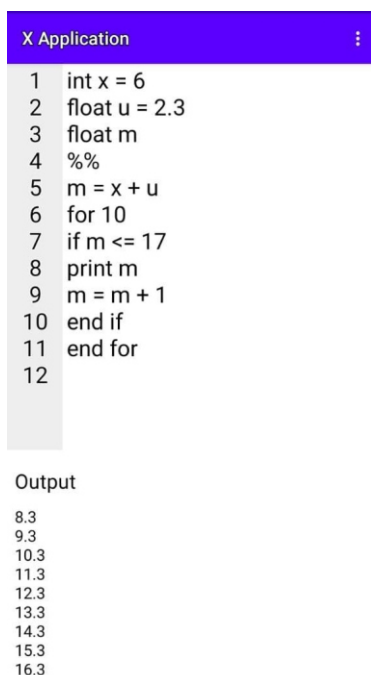 X Application
1 int x = 6
2 float u = 2.3
3 float m
4 %%
5 m = x + u
6 for 10
7 if m <= 17
8 print m
9 m = m + 1
10 end if
11 end for
12
Output
8.3
9.3
10.3
11.3
12.3
13.3
14.3
15.3
16.3